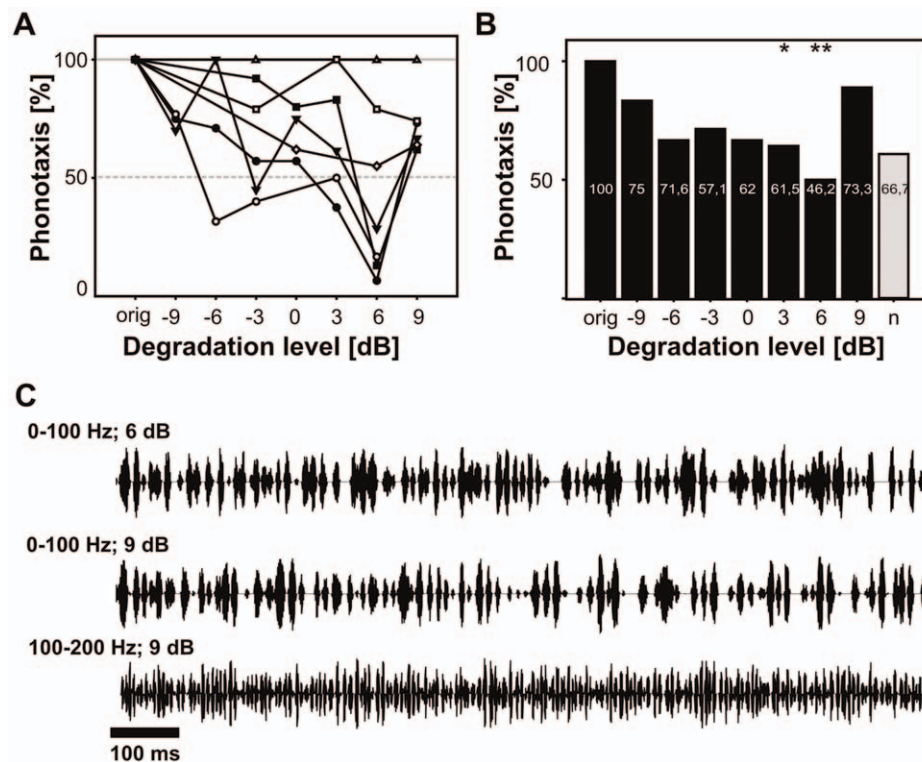 A
Phonotaxis [%]
100
50
0
orig -9 -6 -3 0 3 6 9
Degradation level [dB]
B
Phonotaxis [%]
100
50
* **
100 75 71,6 57,1 62 61,5 46,2 73,3 66,7
orig -9 -6 -3 0 3 6 9 n
Degradation level [dB]
C
0-100 Hz; 6 dB
0-100 Hz; 9 dB
100-200 Hz; 9 dB
100 ms